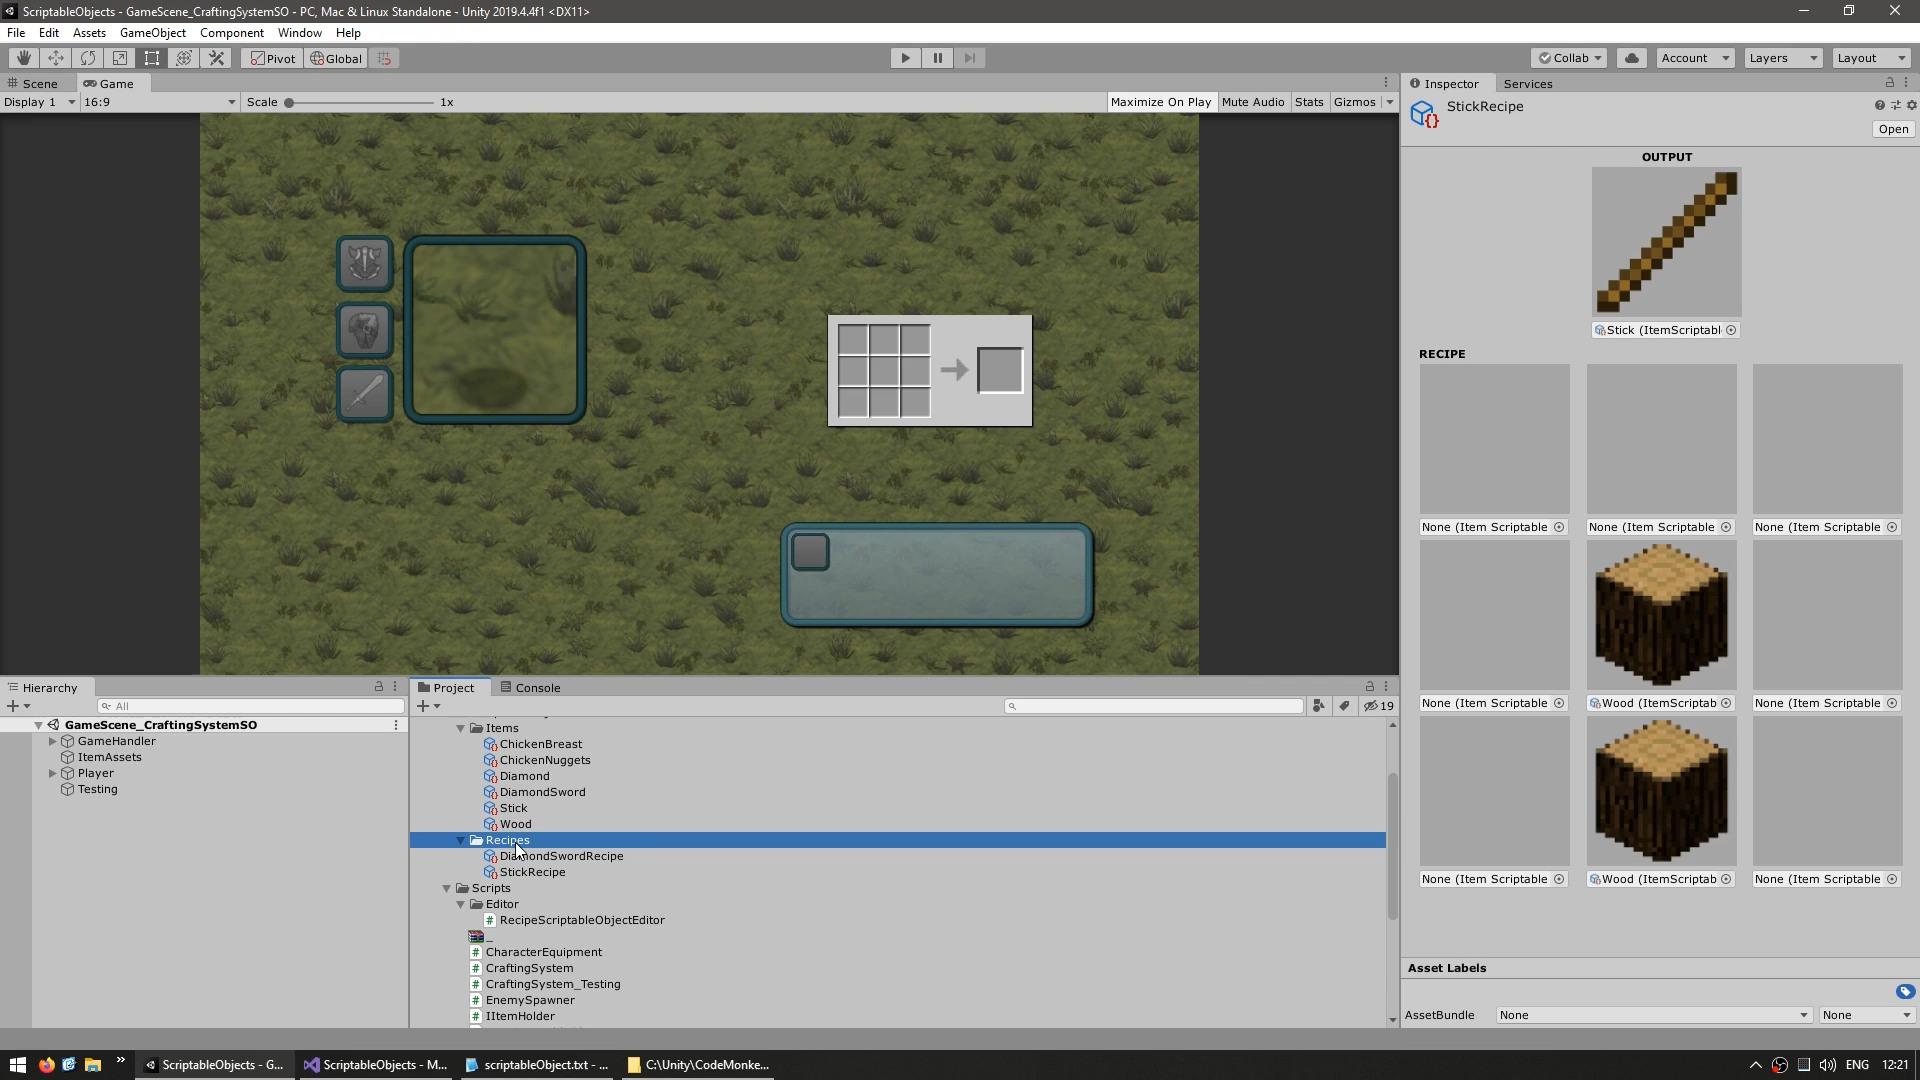 ScriptableObjects - GameScene_CraftingSystemSO - PC, Mac & Linux Standalone - Unity 2019.4.4f1 <DX11>
File Edit Assets GameObject Component Window Help
Pivot Global Collab Account Layers Layout
Scene Game
Display 1 16:9 Scale 1x Maximize On Play Mute Audio Stats Gizmos
Inspector Services
StickRecipe
Open
OUTPUT
Stick (ItemScriptabl
RECIPE
None (Item Scriptable None (Item Scriptable None (Item Scriptable
None (Item Scriptable Wood (ItemScriptab None (Item Scriptable
None (Item Scriptable Wood (ItemScriptab None (Item Scriptable
Asset Labels
AssetBundle None None
Hierarchy
All
GameScene_CraftingSystemSO
GameHandler
ItemAssets
Player
Testing
Project Console
19
Items
ChickenBreast
ChickenNuggets
Diamond
DiamondSword
Stick
Wood
Recipes
DiamondSwordRecipe
StickRecipe
Scripts
Editor
RecipeScriptableObjectEditor
_
CharacterEquipment
CraftingSystem
CraftingSystem_Testing
EnemySpawner
IItemHolder
ScriptableObjects - G... ScriptableObjects - M... scriptableObject.txt - ... C:\Unity\CodeMonke... ENG 12:21